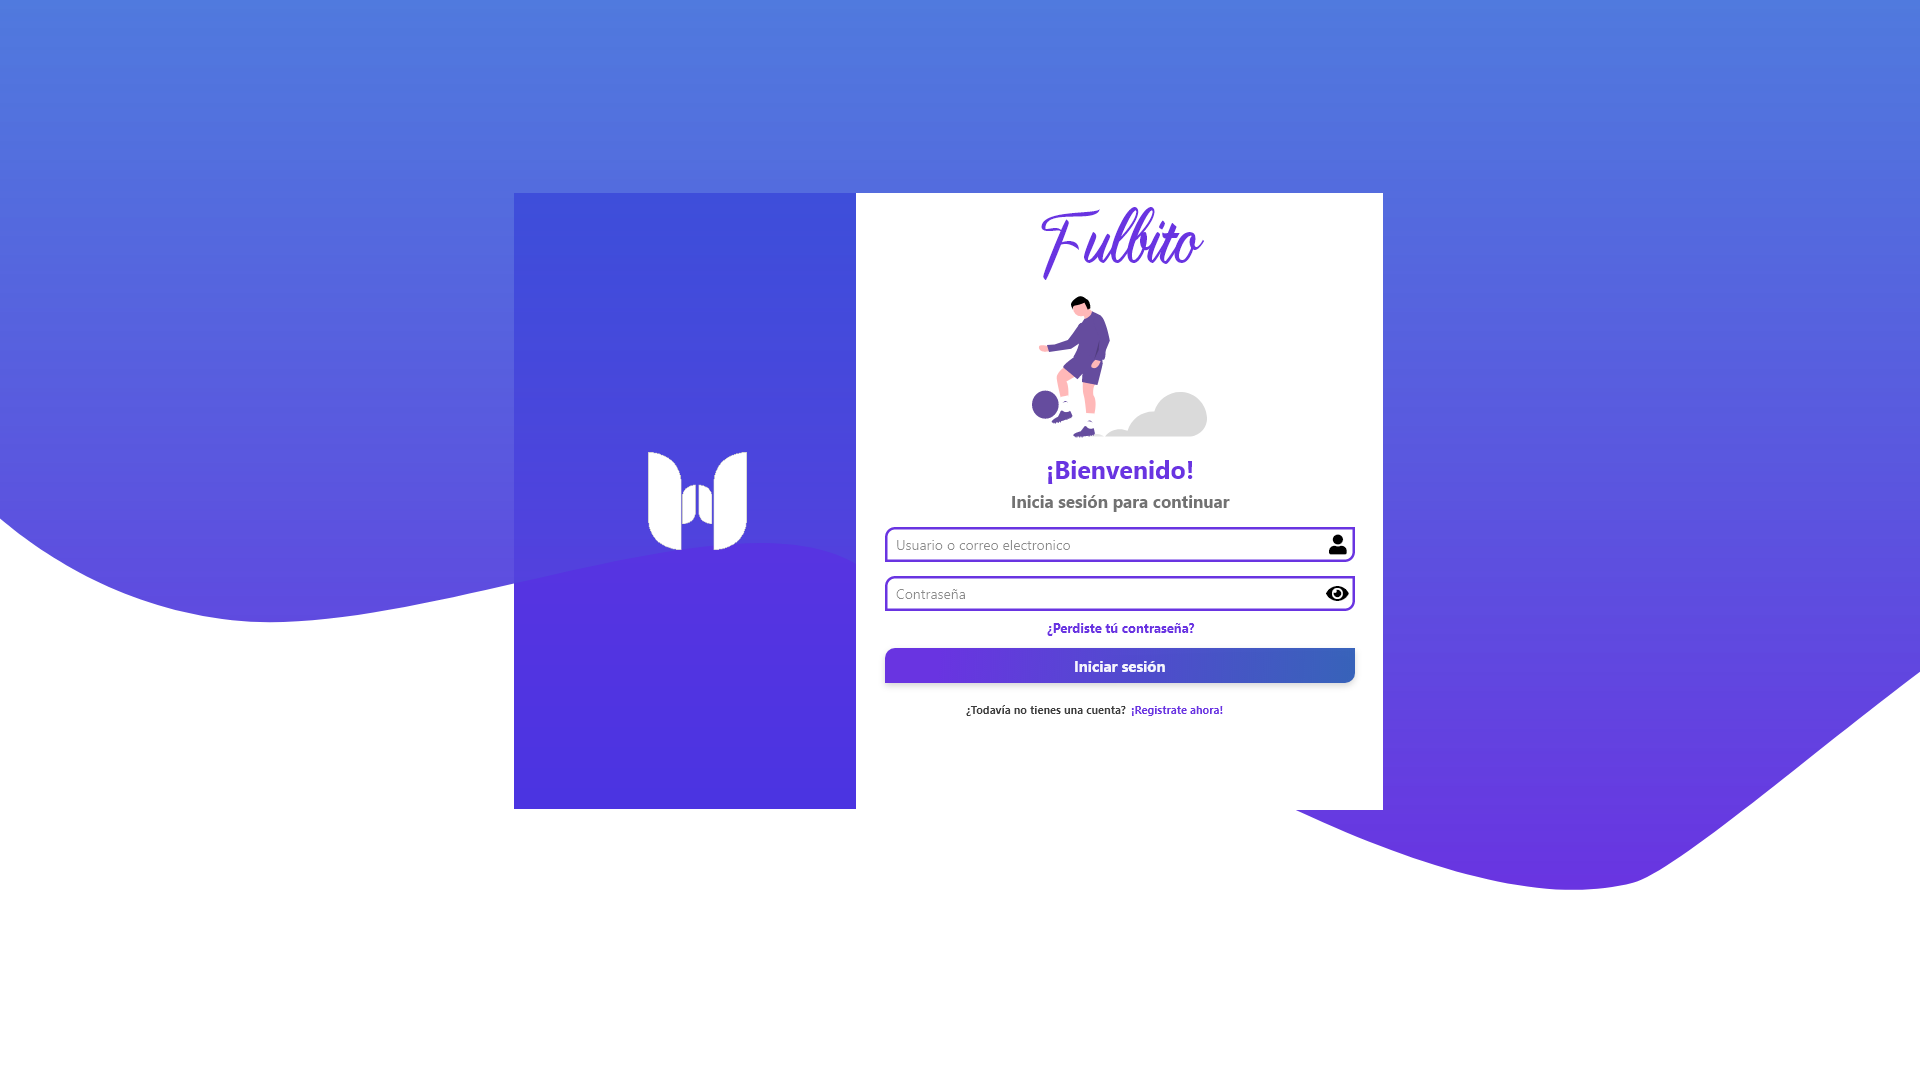 Fulbito
¡Bienvenido!
Inicia sesión para continuar
Usuario o correo electronico
Contraseña
¿Perdiste tú contraseña?
Iniciar sesión
¿Todavía no tienes una cuenta? ¡Registrate ahora!